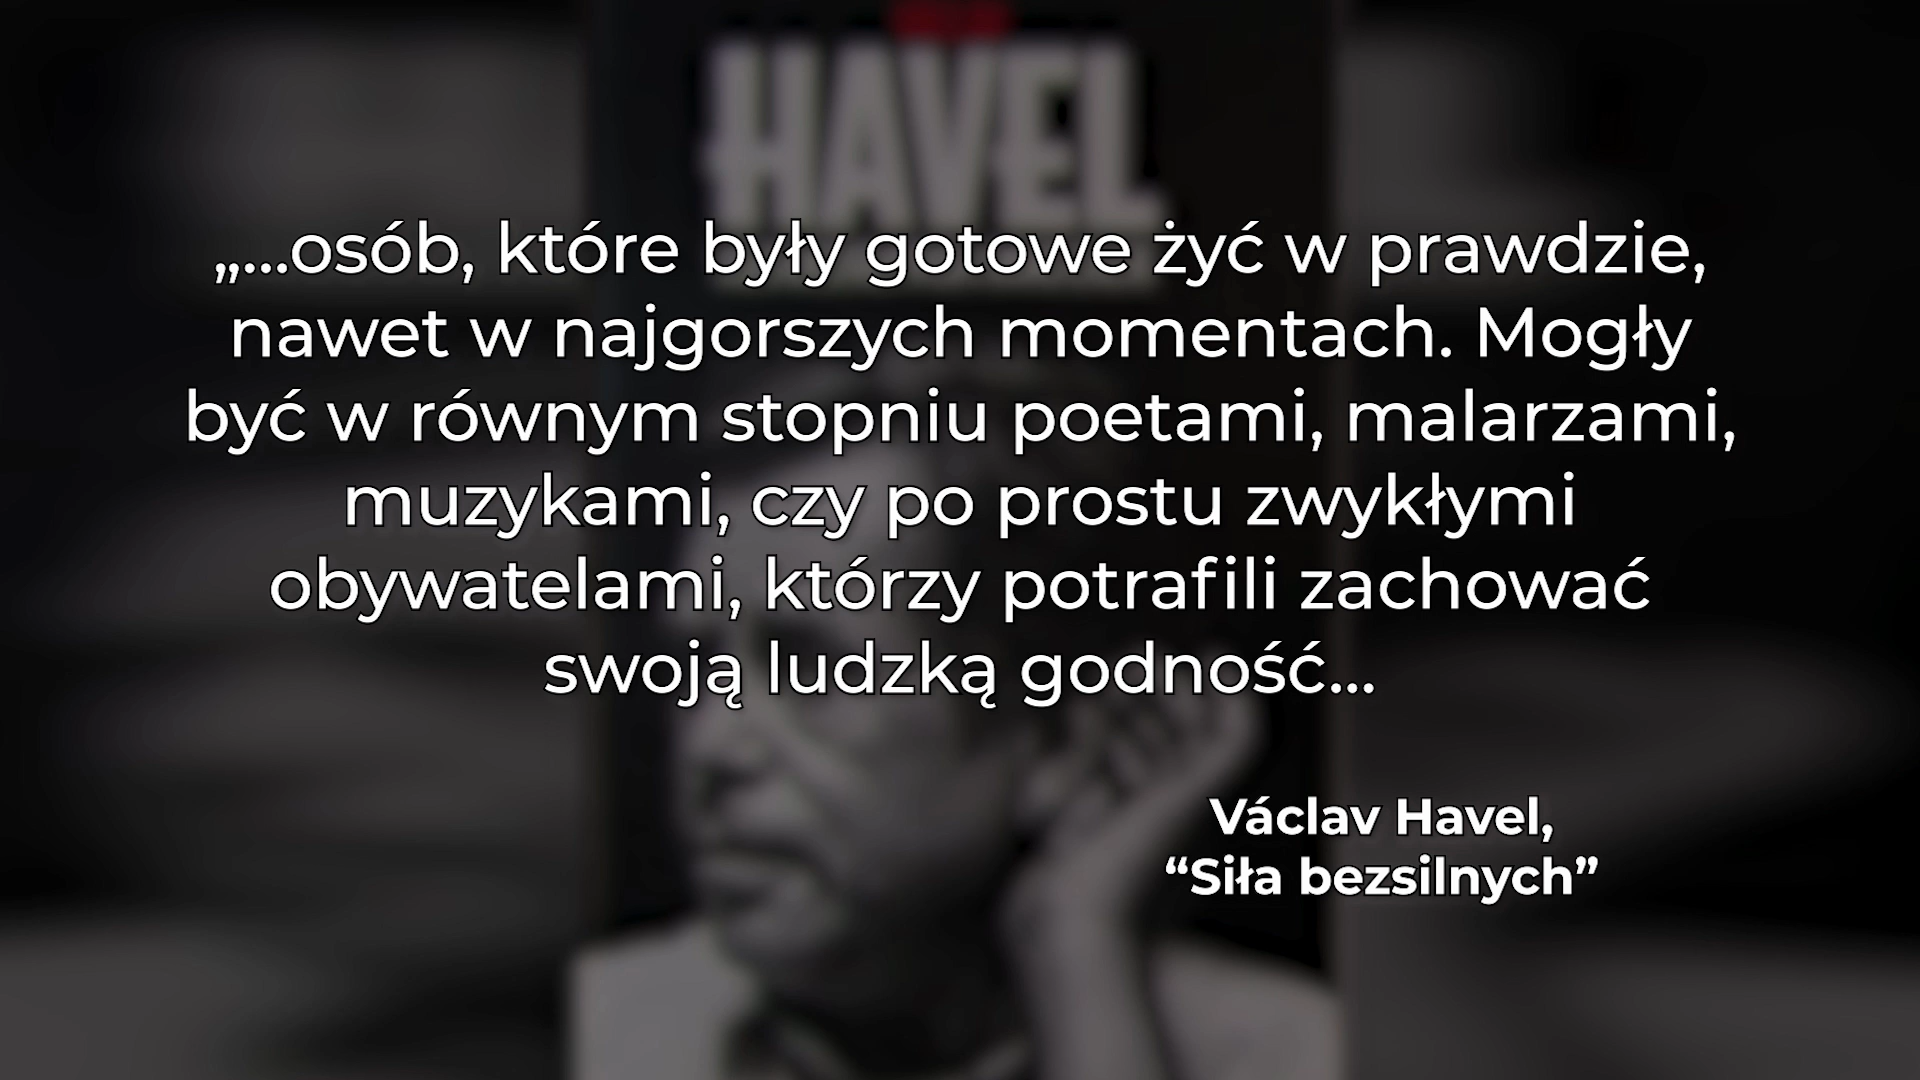 HAVEL
„...osób, które były gotowe żyć w prawdzie,
nawet w najgorszych momentach. Mogły
być w równym stopniu poetami, malarzami,
muzykami, czy po prostu zwykłymi
obywatelami, którzy potrafili zachować
swoją ludzką godność...
Václav Havel,
“Siła bezsilnych”